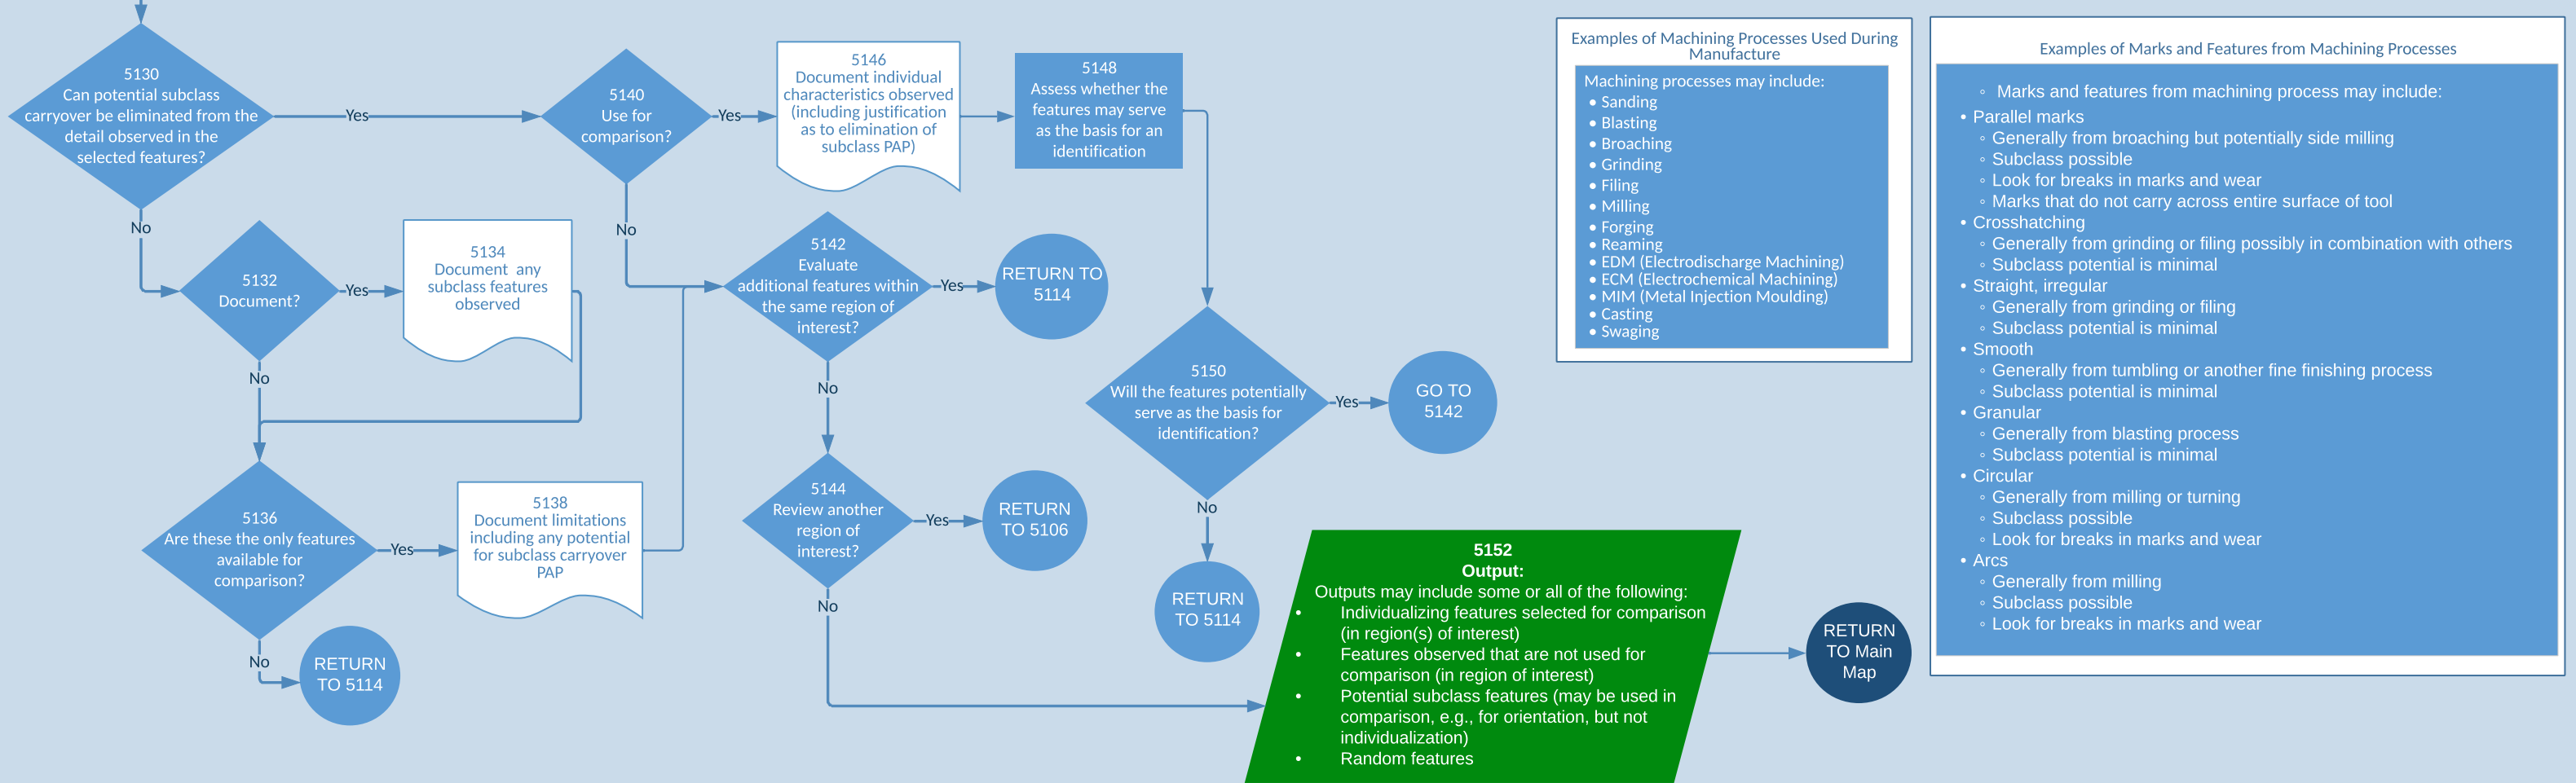 5130
Can potential subclass
carryover be eliminated from the
detail observed in the
selected features?
Yes
No
5140
Use for
comparison?
Yes
No
5146
Document individual
characteristics observed
(including justification
as to elimination of
subclass PAP)
5148
Assess whether the
features may serve
as the basis for an
identification
5132
Document?
Yes
No
5134
Document any
subclass features
observed
5142
Evaluate
additional features within
the same region of
interest?
Yes
No
RETURN TO
5114
5150
Will the features potentially
serve as the basis for
identification?
Yes
No
GO TO
5142
RETURN
TO 5114
5136
Are these the only features
available for
comparison?
Yes
No
RETURN
TO 5114
5138
Document limitations
including any potential
for subclass carryover
PAP
5144
Review another
region of
interest?
Yes
No
RETURN
TO 5106
5152
Output:
Outputs may include some or all of the following:
• Individualizing features selected for comparison
(in region(s) of interest)
• Features observed that are not used for
comparison (in region of interest)
• Potential subclass features (may be used in
comparison, e.g., for orientation, but not
individualization)
• Random features
RETURN
TO Main
Map
Examples of Machining Processes Used During
Manufacture
Machining processes may include:
• Sanding
• Blasting
• Broaching
• Grinding
• Filing
• Milling
• Forging
• Reaming
• EDM (Electrodischarge Machining)
• ECM (Electrochemical Machining)
• MIM (Metal Injection Moulding)
• Casting
• Swaging
Examples of Marks and Features from Machining Processes
◦ Marks and features from machining process may include:
• Parallel marks
◦ Generally from broaching but potentially side milling
◦ Subclass possible
◦ Look for breaks in marks and wear
◦ Marks that do not carry across entire surface of tool
• Crosshatching
◦ Generally from grinding or filing possibly in combination with others
◦ Subclass potential is minimal
• Straight, irregular
◦ Generally from grinding or filing
◦ Subclass potential is minimal
• Smooth
◦ Generally from tumbling or another fine finishing process
◦ Subclass potential is minimal
• Granular
◦ Generally from blasting process
◦ Subclass potential is minimal
• Circular
◦ Generally from milling or turning
◦ Subclass possible
◦ Look for breaks in marks and wear
• Arcs
◦ Generally from milling
◦ Subclass possible
◦ Look for breaks in marks and wear